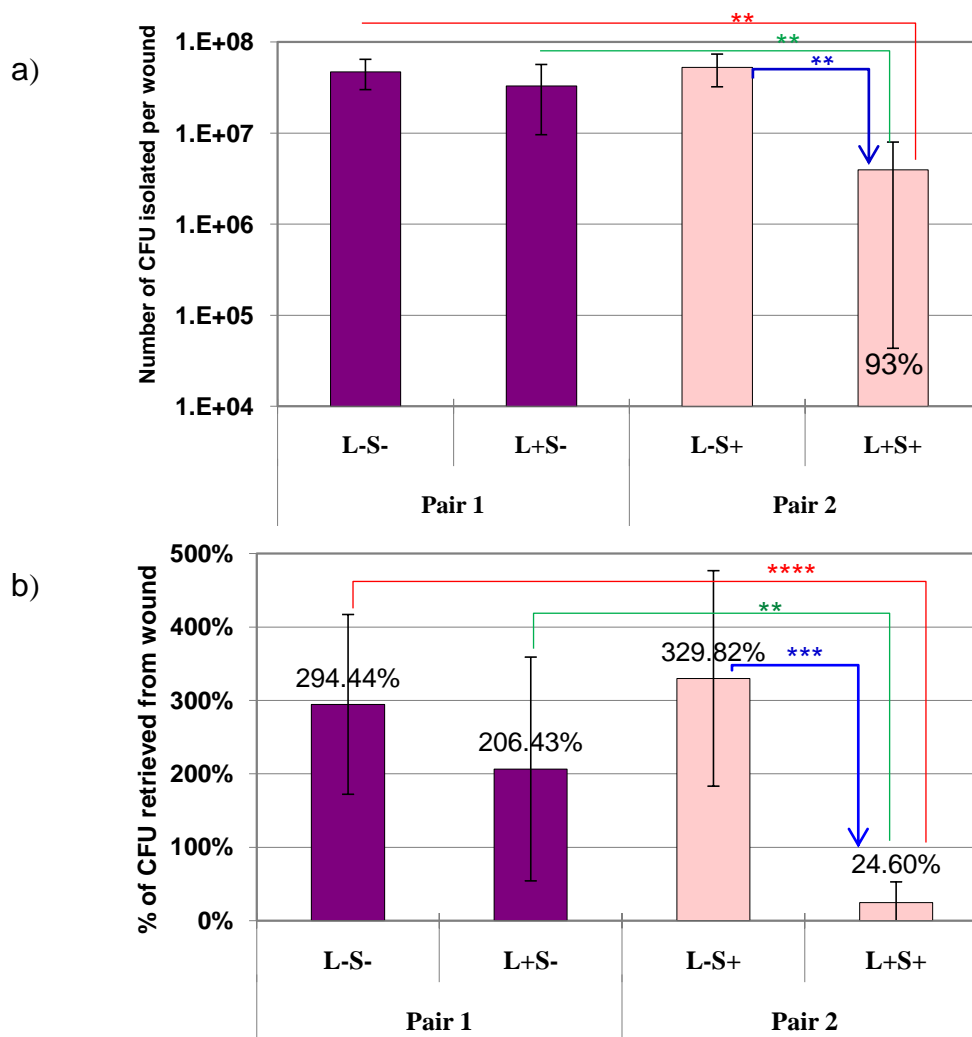 a)
Number of CFU isolated per wound
1.E+08
1.E+07
1.E+06
1.E+05
1.E+04
**
**
**
93%
L-S-
L+S-
L-S+
L+S+
Pair 1
Pair 2
b)
% of CFU retrieved from wound
500%
400%
300%
200%
100%
0%
****
**
***
294.44%
206.43%
329.82%
24.60%
L-S-
L+S-
L-S+
L+S+
Pair 1
Pair 2